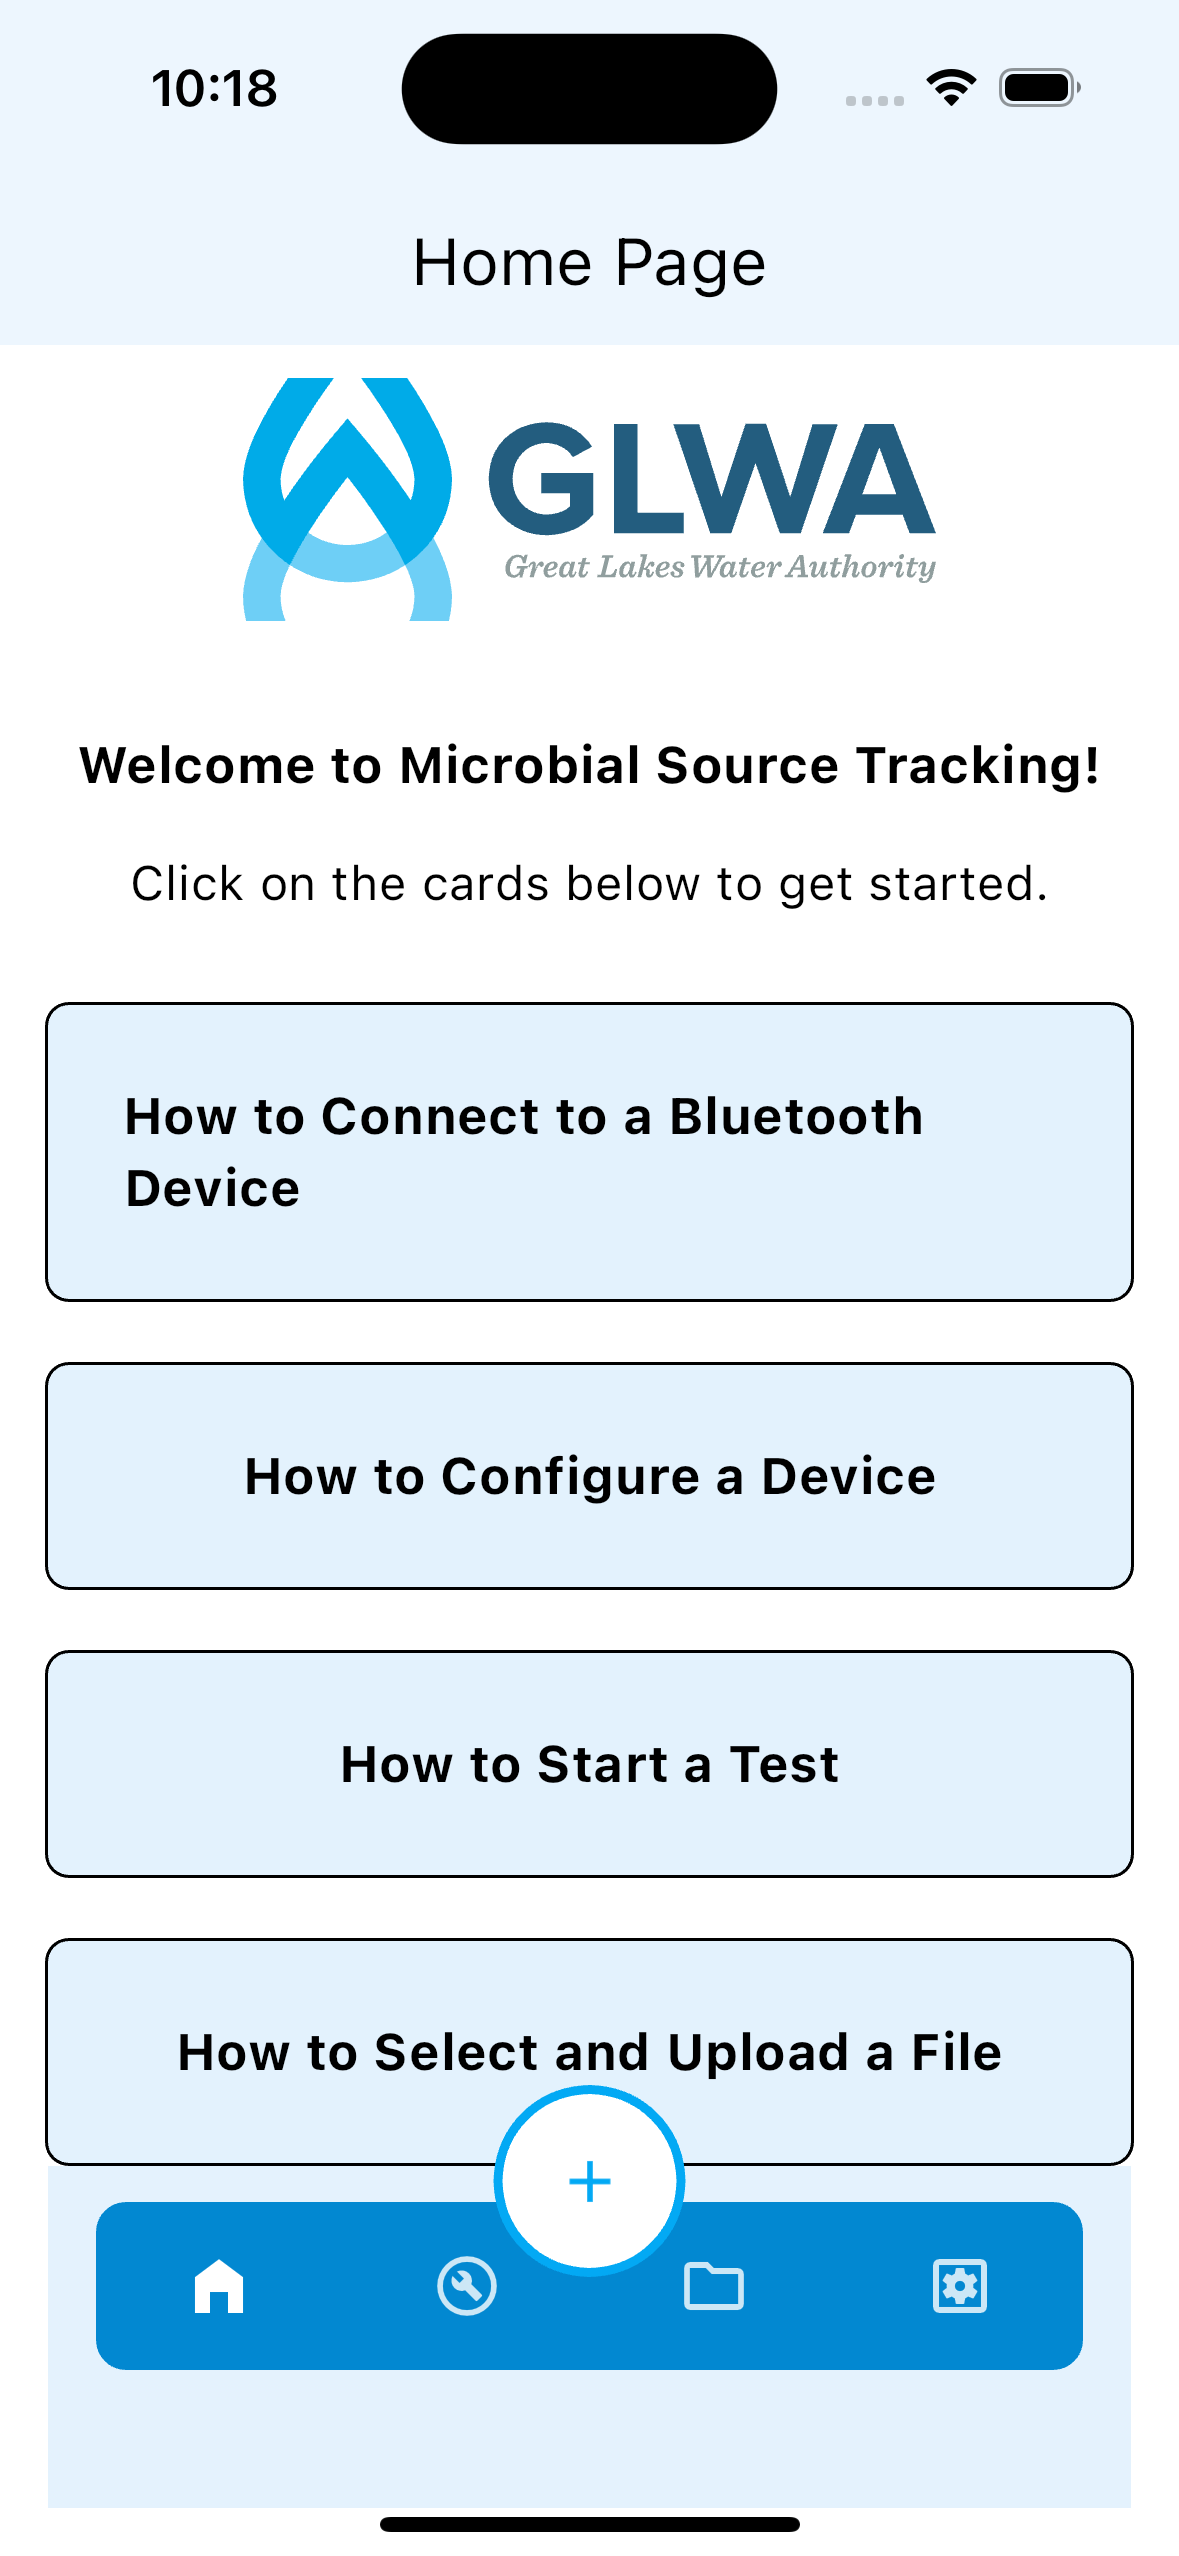 10:18
Home Page
GLWA
Great Lakes Water Authority
Welcome to Microbial Source Tracking!
Click on the cards below to get started.
How to Connect to a Bluetooth
Device
How to Configure a Device
How to Start a Test
How to Select and Upload a File